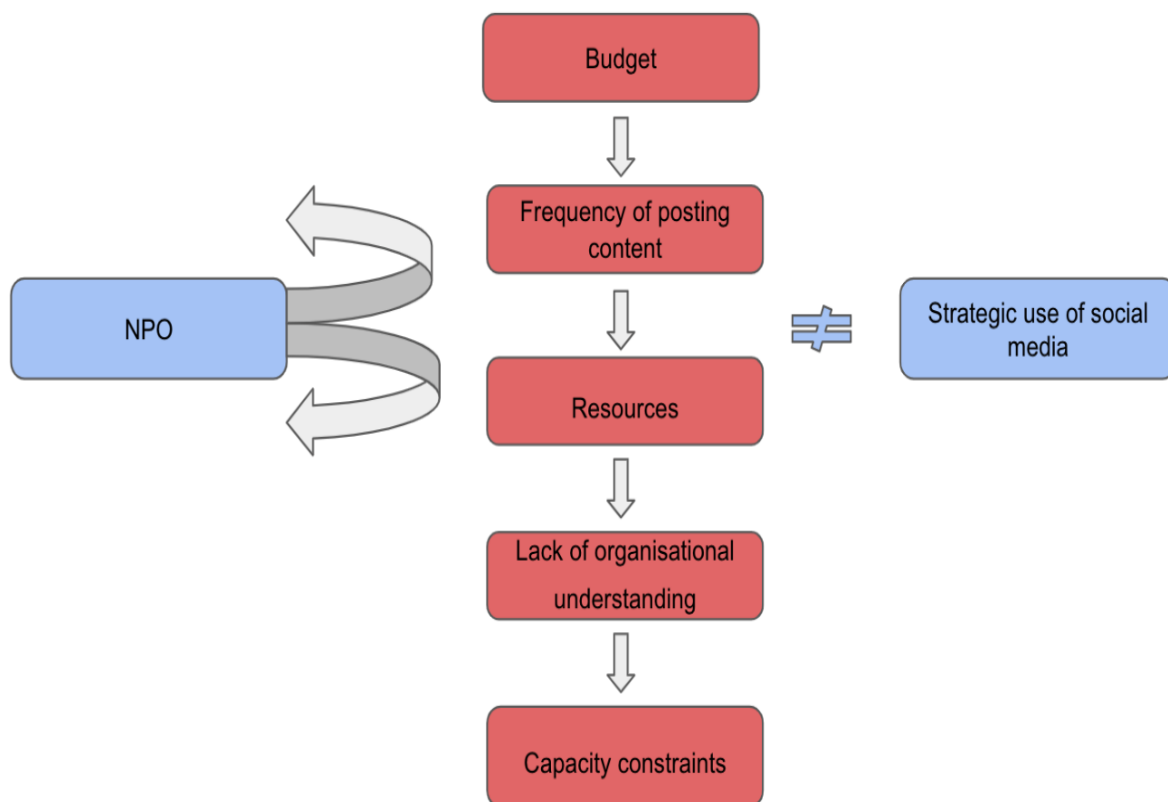 Budget
Frequency of posting
content
NPO
≠
Strategic use of social
media
Resources
Lack of organisational
understanding
Capacity constraints